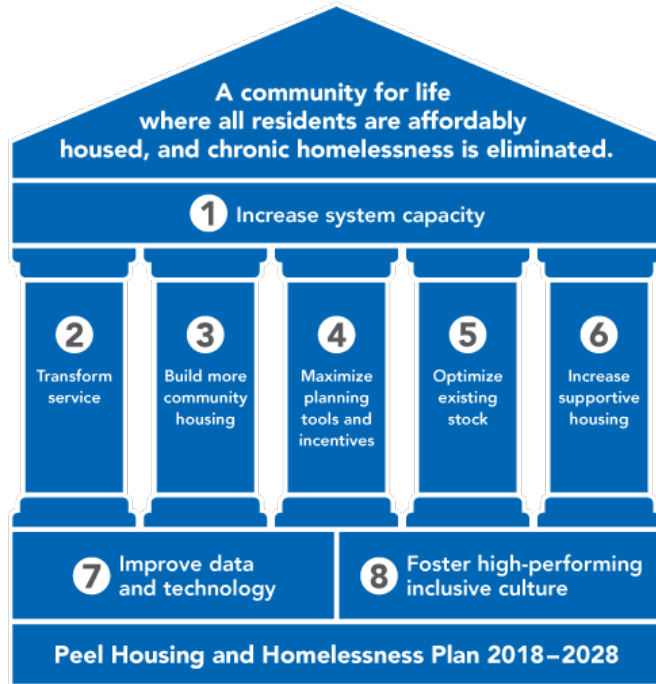 A community for life
where all residents are affordably
housed, and chronic homelessness is eliminated.
1 Increase system capacity
2
Transform
service
3
Build more
community
housing
4
Maximize
planning
tools and
incentives
5
Optimize
existing
stock
6
Increase
supportive
housing
7 Improve data
and technology
8 Foster high-performing
inclusive culture
Peel Housing and Homelessness Plan 2018–2028